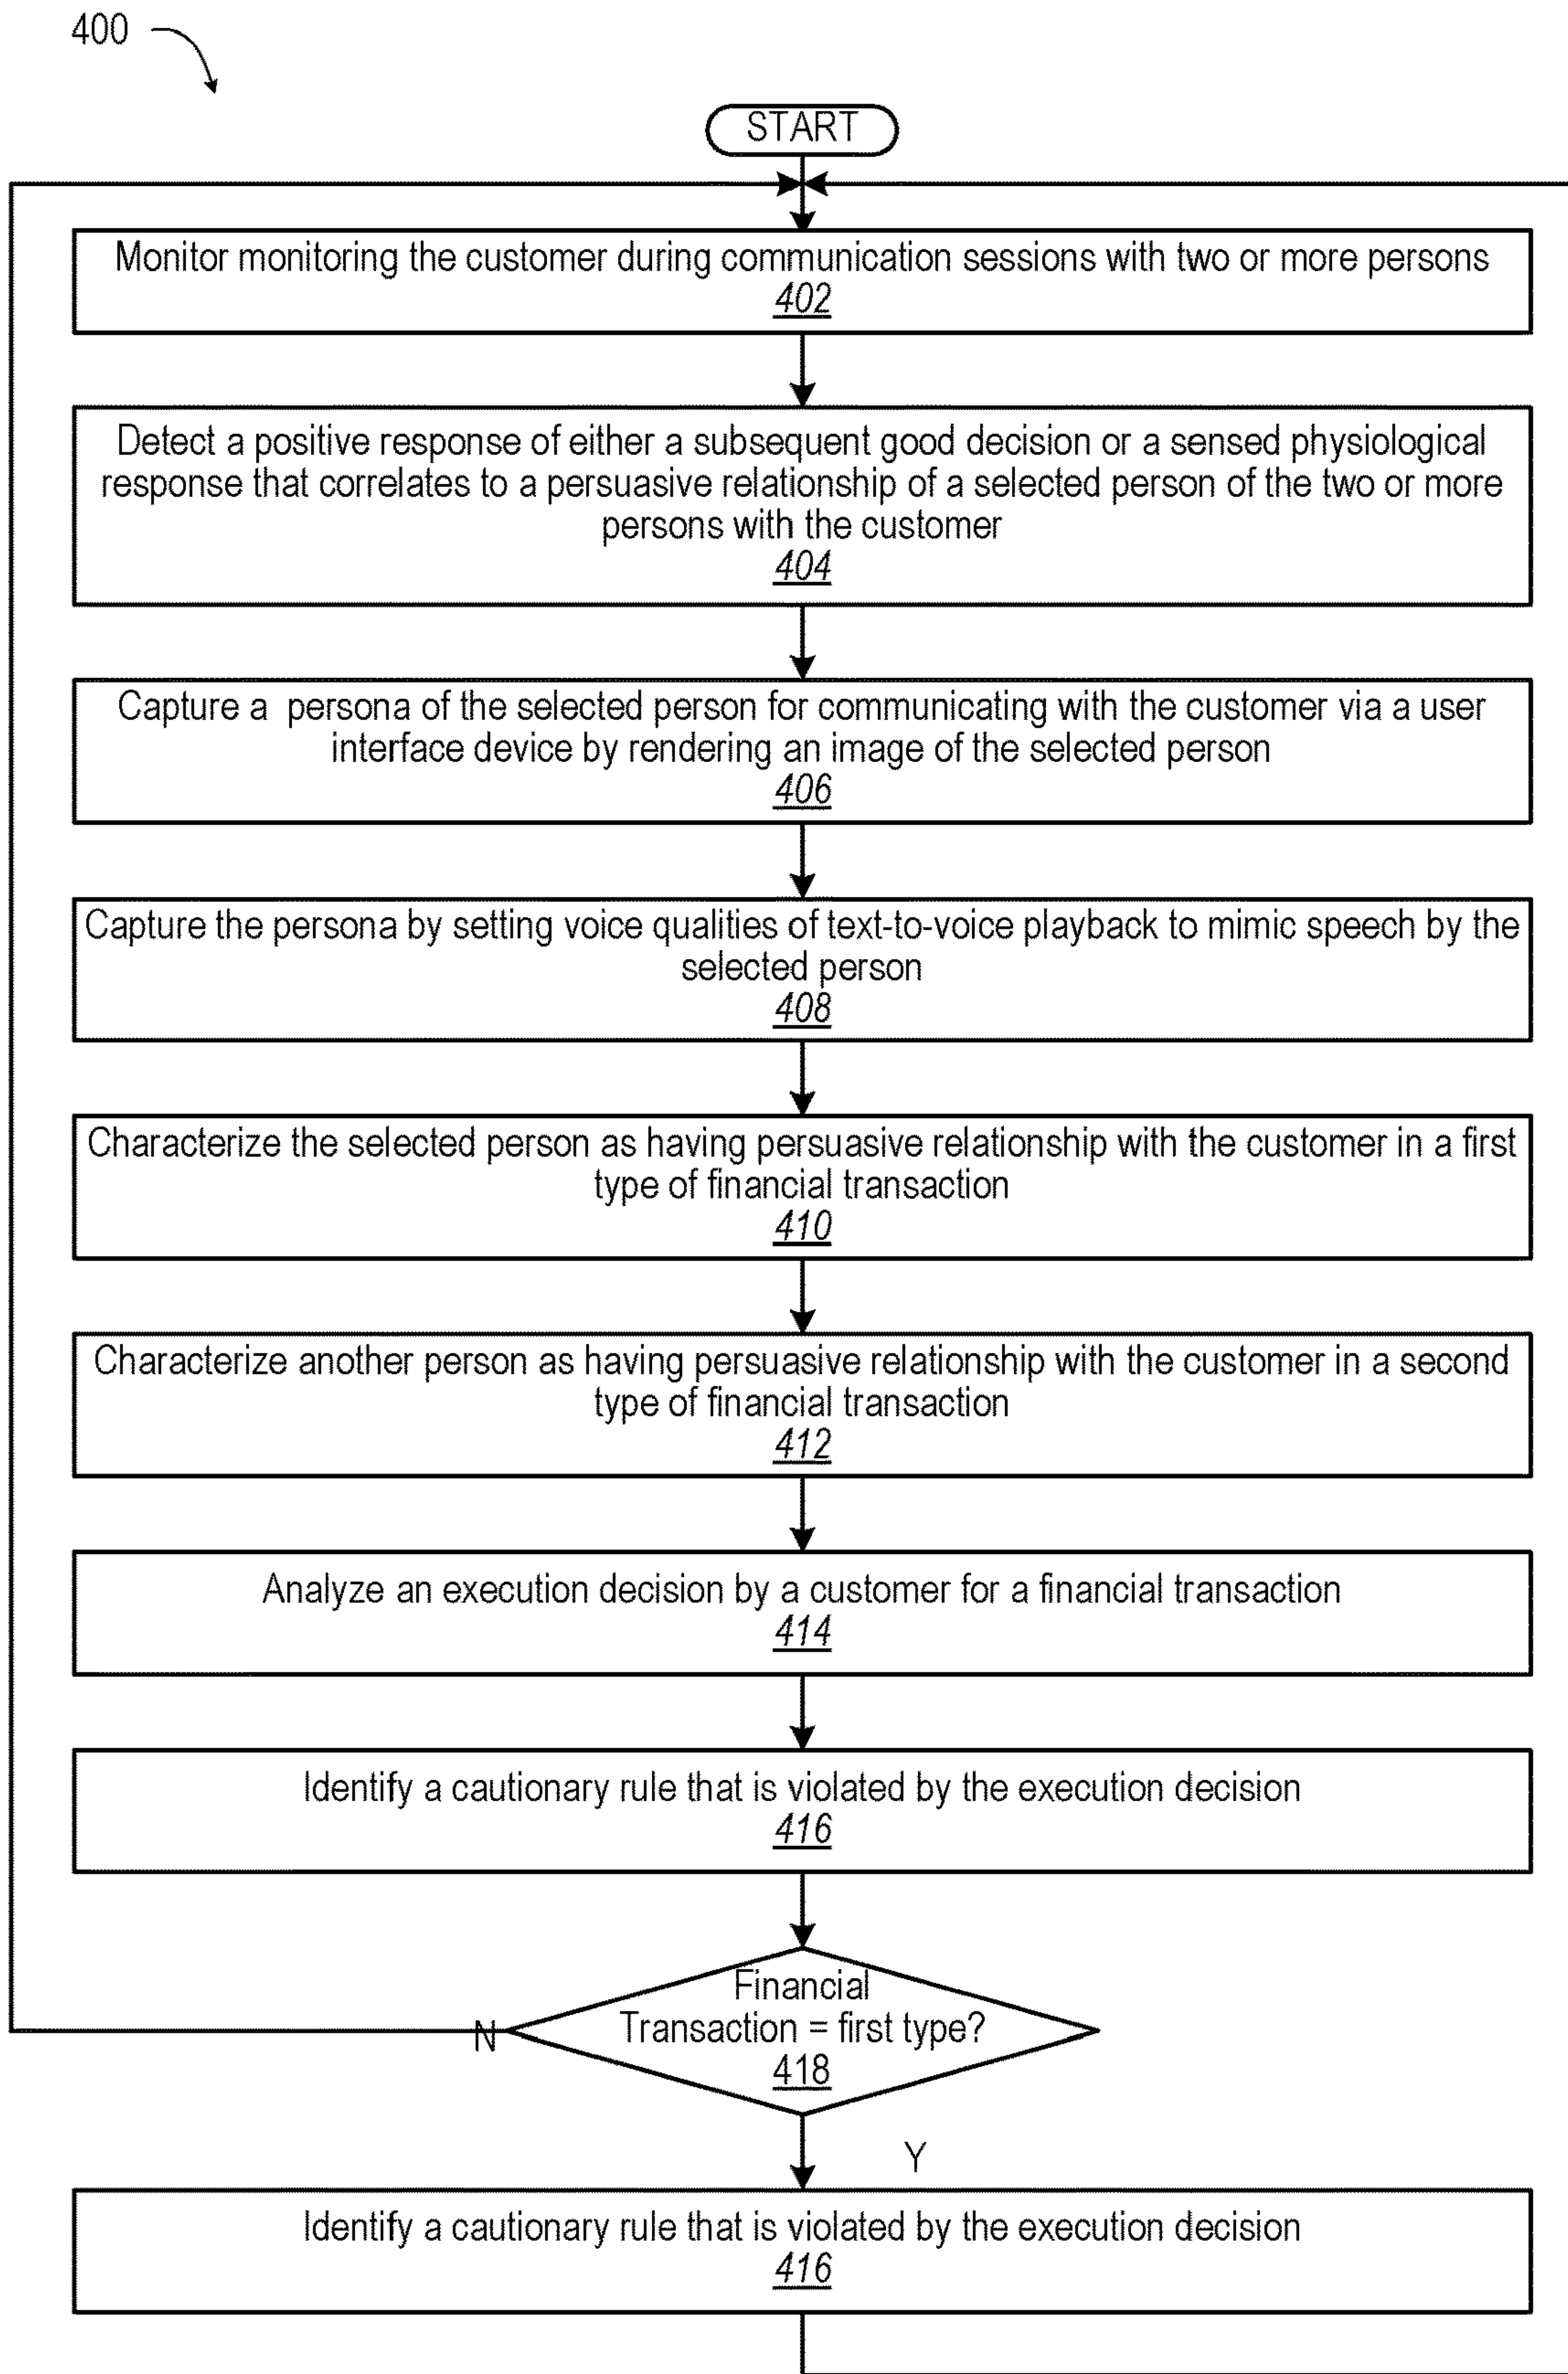 400
START
Monitor monitoring the customer during communication sessions with two or more persons
402
Detect a positive response of either a subsequent good decision or a sensed physiological
response that correlates to a persuasive relationship of a selected person of the two or more
persons with the customer
404
Capture a persona of the selected person for communicating with the customer via a user
interface device by rendering an image of the selected person
406
Capture the persona by setting voice qualities of text-to-voice playback to mimic speech by the
selected person
408
Characterize the selected person as having persuasive relationship with the customer in a first
type of financial transaction
410
Characterize another person as having persuasive relationship with the customer in a second
type of financial transaction
412
Analyze an execution decision by a customer for a financial transaction
414
Identify a cautionary rule that is violated by the execution decision
416
Financial
Transaction = first type?
418
N
Y
Identify a cautionary rule that is violated by the execution decision
416